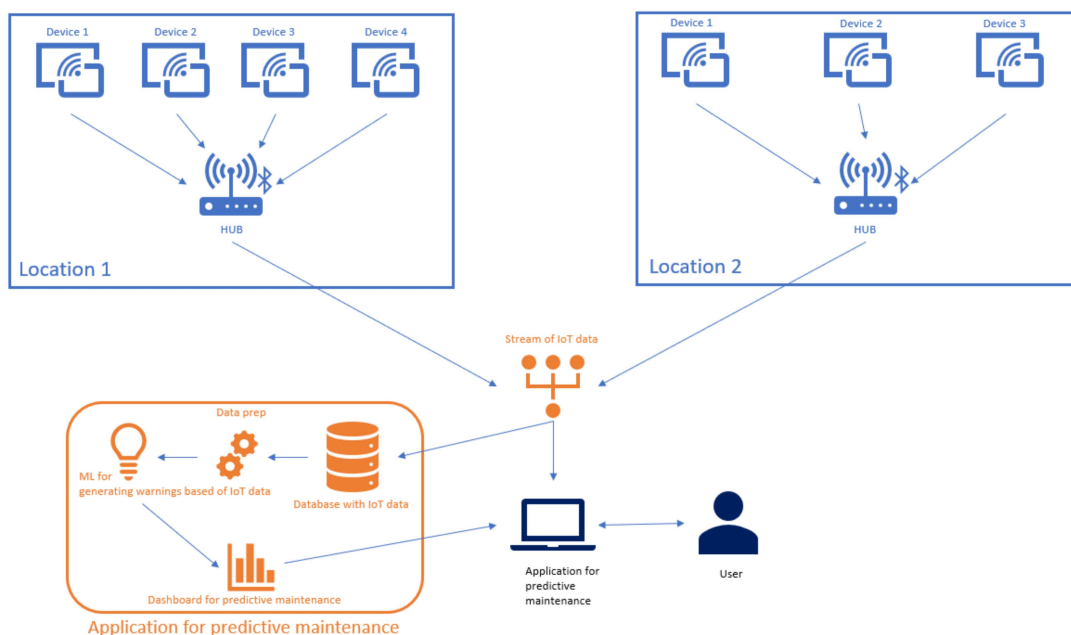 Device 1
Device 2
Device 3
Device 4
HUB
Location 1
Device 1
Device 2
Device 3
HUB
Location 2
Stream of IoT data
Data prep
ML for
generating warnings based of IoT data
Database with IoT data
Dashboard for predictive maintenance
Application for predictive maintenance
Application for
predictive
maintenance
User